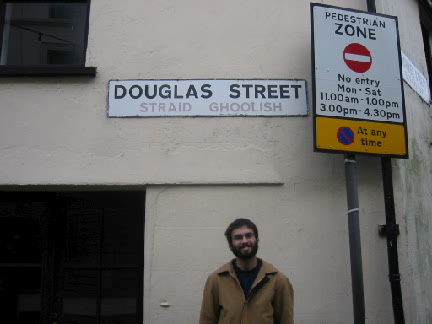 DOUGLAS STREET
STRAID GHOOLISH
PEDESTRIAN
ZONE
No entry
Mon - Sat
11.00am - 1.00pm
3.00pm - 4.30pm
At any
time